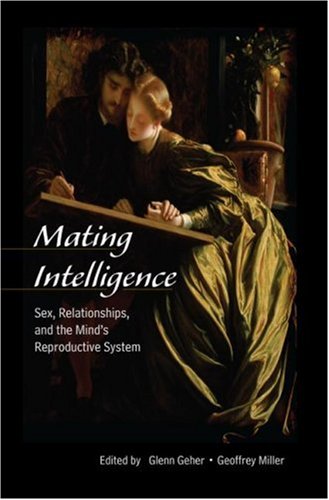 Mating
Intelligence
Sex, Relationships,
and the Mind's
Reproductive System
Edited by Glenn Geher • Geoffrey Miller